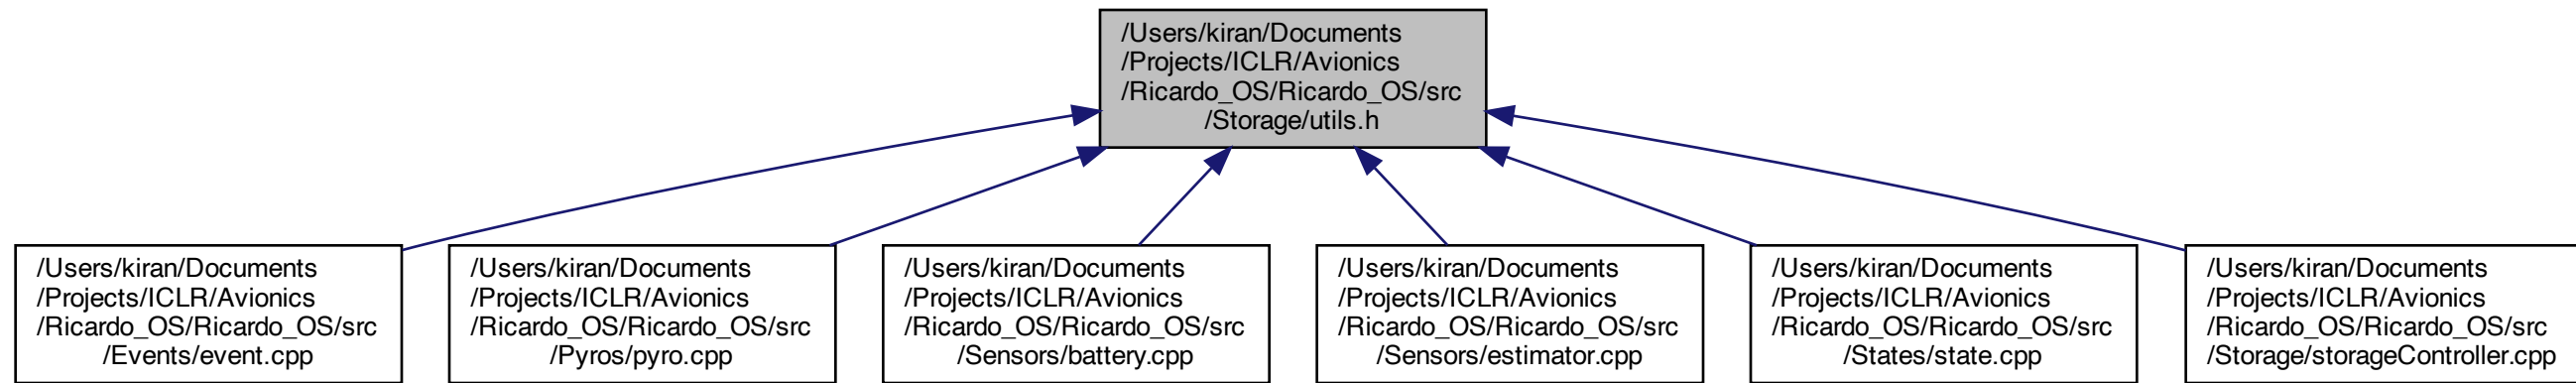 /Users/kiran/Documents
/Projects/ICLR/Avionics
/Ricardo_OS/Ricardo_OS/src
/Storage/utils.h
/Users/kiran/Documents
/Projects/ICLR/Avionics
/Ricardo_OS/Ricardo_OS/src
/Events/event.cpp
/Users/kiran/Documents
/Projects/ICLR/Avionics
/Ricardo_OS/Ricardo_OS/src
/Pyros/pyro.cpp
/Users/kiran/Documents
/Projects/ICLR/Avionics
/Ricardo_OS/Ricardo_OS/src
/Sensors/battery.cpp
/Users/kiran/Documents
/Projects/ICLR/Avionics
/Ricardo_OS/Ricardo_OS/src
/Sensors/estimator.cpp
/Users/kiran/Documents
/Projects/ICLR/Avionics
/Ricardo_OS/Ricardo_OS/src
/States/state.cpp
/Users/kiran/Documents
/Projects/ICLR/Avionics
/Ricardo_OS/Ricardo_OS/src
/Storage/storageController.cpp